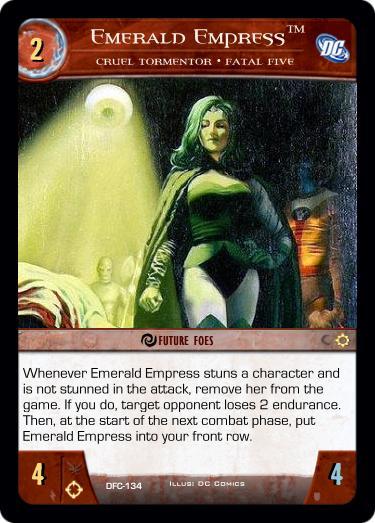 2
EMERALD EMPRESS™
DC
CRUEL TORMENTOR • FATAL FIVE
FUTURE FOES
Whenever Emerald Empress stuns a character and
is not stunned in the attack, remove her from the
game. If you do, target opponent loses 2 endurance.
Then, at the start of the next combat phase, put
Emerald Empress into your front row.
4
DFC-134
ILLUS: DC COMICS
4